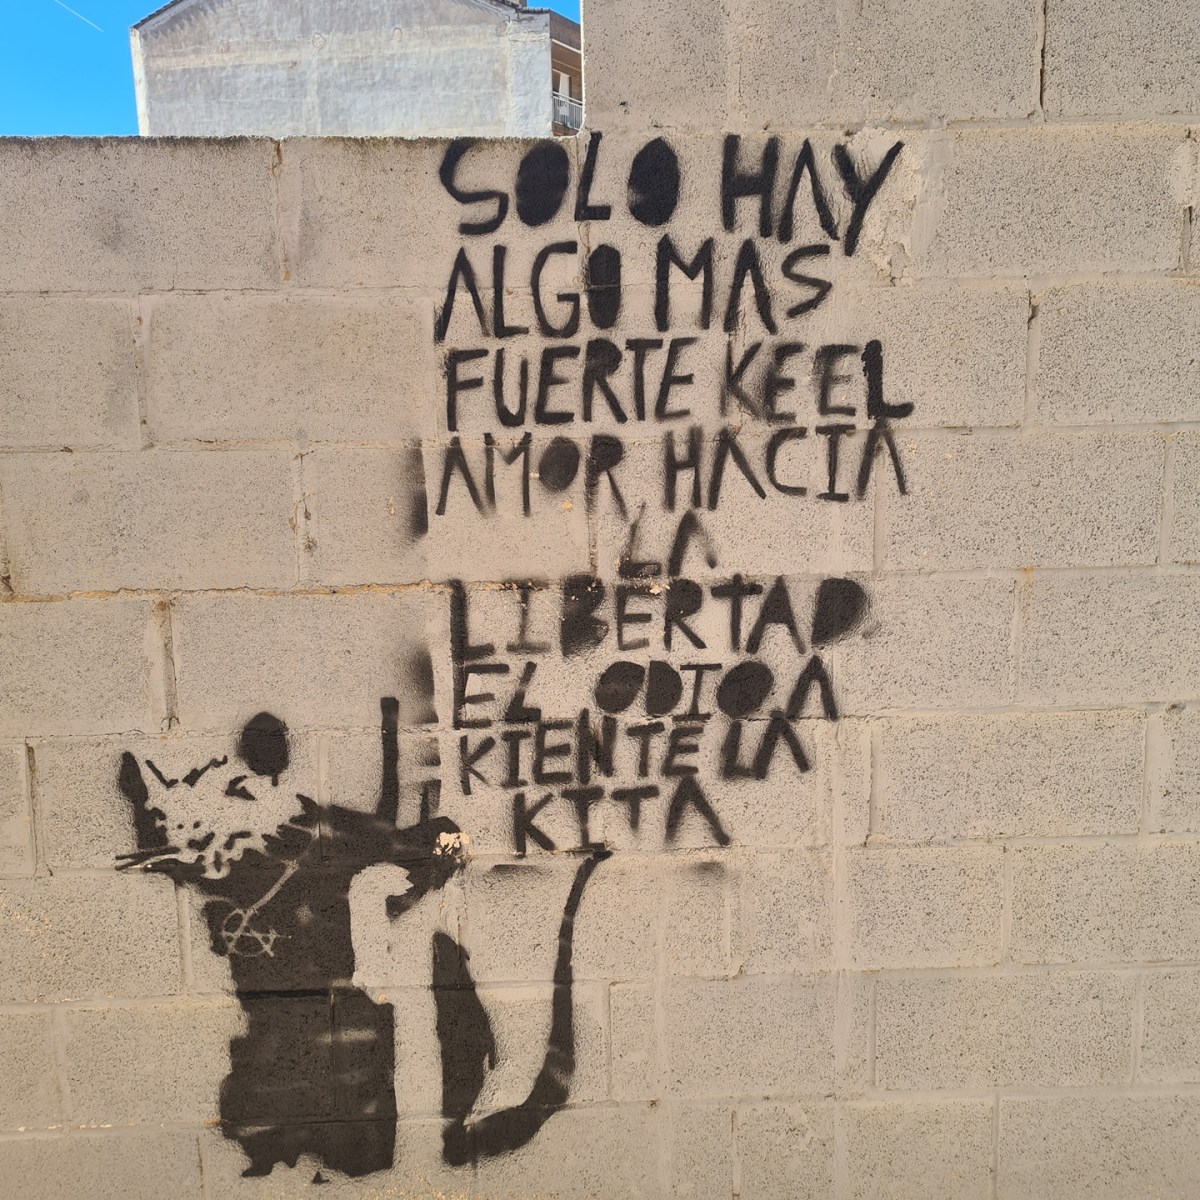 SOLO HAY
ALGO MAS
FUERTE KE EL
AMOR HACIA
LA
LIBERTAD
EL ODIO A
KIEN TE LA
KITA